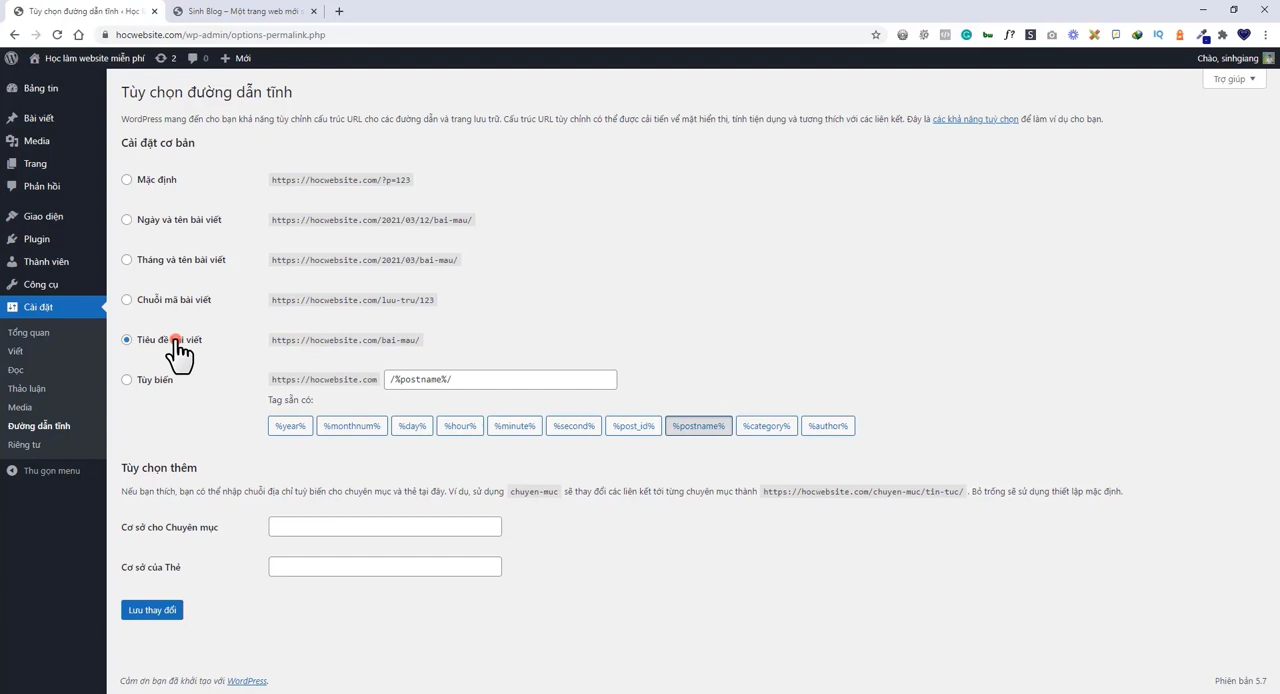 Tùy chọn đường dẫn tĩnh ‹ Học l
Sinh Blog – Một trang web mới s
hocwebsite.com/wp-admin/options-permalink.php
Học làm website miễn phí 2 0 Mới
Chào, sinhgiang
Trợ giúp
Bảng tin
Bài viết
Media
Trang
Phản hồi
Giao diện
Plugin
Thành viên
Công cụ
Cài đặt
Tổng quan
Viết
Đọc
Thảo luận
Media
Đường dẫn tĩnh
Riêng tư
Thu gọn menu
Tùy chọn đường dẫn tĩnh
WordPress mang đến cho bạn khả năng tùy chỉnh cấu trúc URL cho các đường dẫn và trang lưu trữ. Cấu trúc URL tùy chỉnh có thể được cải tiến về mặt hiển thị, tính tiện dụng và tương thích với các liên kết. Đây là các khả năng tuỳ chọn để làm ví dụ cho bạn.
Cài đặt cơ bản
Mặc định https://hocwebsite.com/?p=123
Ngày và tên bài viết https://hocwebsite.com/2021/03/12/bai-mau/
Tháng và tên bài viết https://hocwebsite.com/2021/03/bai-mau/
Chuỗi mã bài viết https://hocwebsite.com/luu-tru/123
Tiêu đề viết https://hocwebsite.com/bai-mau/
Tùy biến https://hocwebsite.com /%postname%/
Tag sẵn có:
%year% %monthnum% %day% %hour% %minute% %second% %post_id% %postname% %category% %author%
Tùy chọn thêm
Nếu bạn thích, bạn có thể nhập chuỗi địa chỉ tuỳ biến cho chuyên mục và thẻ tại đây. Ví dụ, sử dụng chuyen-muc sẽ thay đổi các liên kết tới từng chuyên mục thành https://hocwebsite.com/chuyen-muc/tin-tuc/ . Bỏ trống sẽ sử dụng thiết lập mặc định.
Cơ sở cho Chuyên mục
Cơ sở của Thẻ
Lưu thay đổi
Cảm ơn bạn đã khởi tạo với WordPress.
Phiên bản 5.7